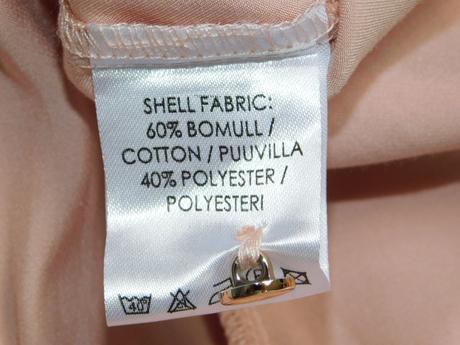 SHELL FABRIC:
60% BOMULL /
COTTON / PUUVILLA
40% POLYESTER /
POLYESTERI
40°